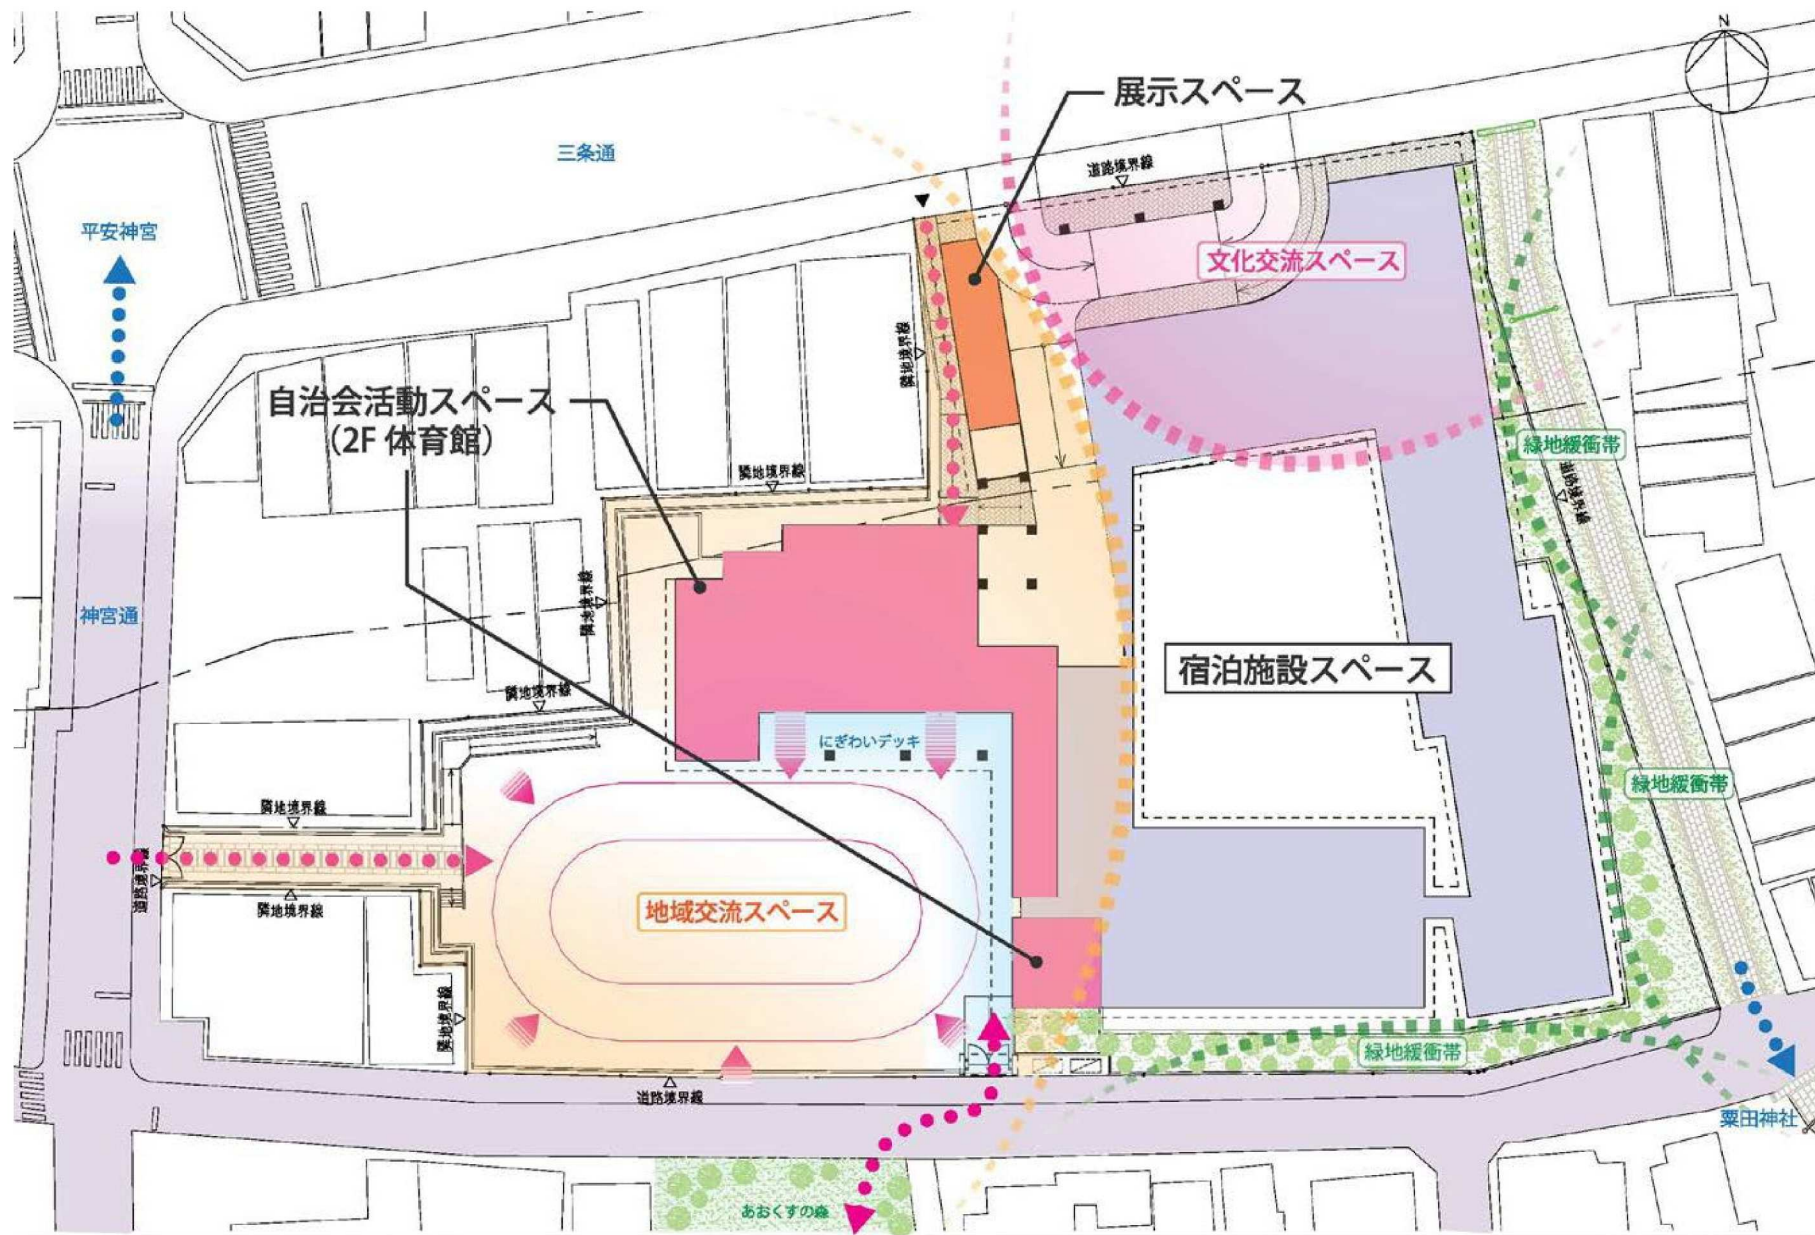 N
展示スペース
三条通
道路境界線
平安神宮
文化交流スペース
隣地境界線
自治会活動スペース
（2F 体育館）
緑地緩衝帯
道路境界線
隣地境界線
隣地境界線
神宮通
宿泊施設スペース
隣地境界線
にぎわいデッキ
緑地緩衝帯
隣地境界線
道路境界線
隣地境界線
地域交流スペース
隣地境界線
緑地緩衝帯
道路境界線
粟田神社
あおくすの森